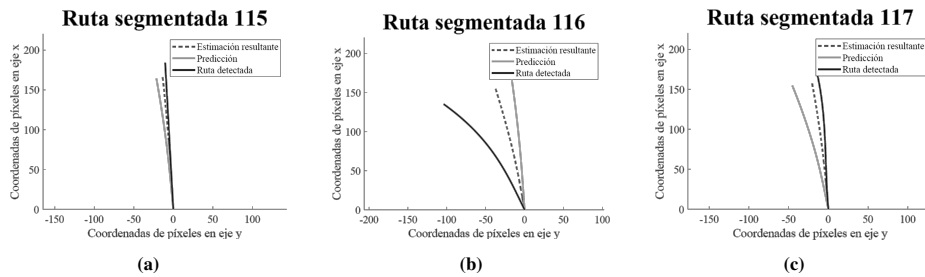 Ruta segmentada 115
Estimación resultante
Predicción
Ruta detectada
Coordenadas de píxeles en eje x
200
150
100
50
0
-150
-100
-50
0
50
100
Coordenadas de píxeles en eje y
(a)
Ruta segmentada 116
Estimación resultante
Predicción
Ruta detectada
Coordenadas de píxeles en eje x
200
150
100
50
0
-200
-150
-100
-50
0
50
100
Coordenadas de píxeles en eje y
(b)
Ruta segmentada 117
Estimación resultante
Predicción
Ruta detectada
Coordenadas de píxeles en eje x
200
150
100
50
0
-150
-100
-50
0
50
100
Coordenadas de píxeles en eje y
(c)